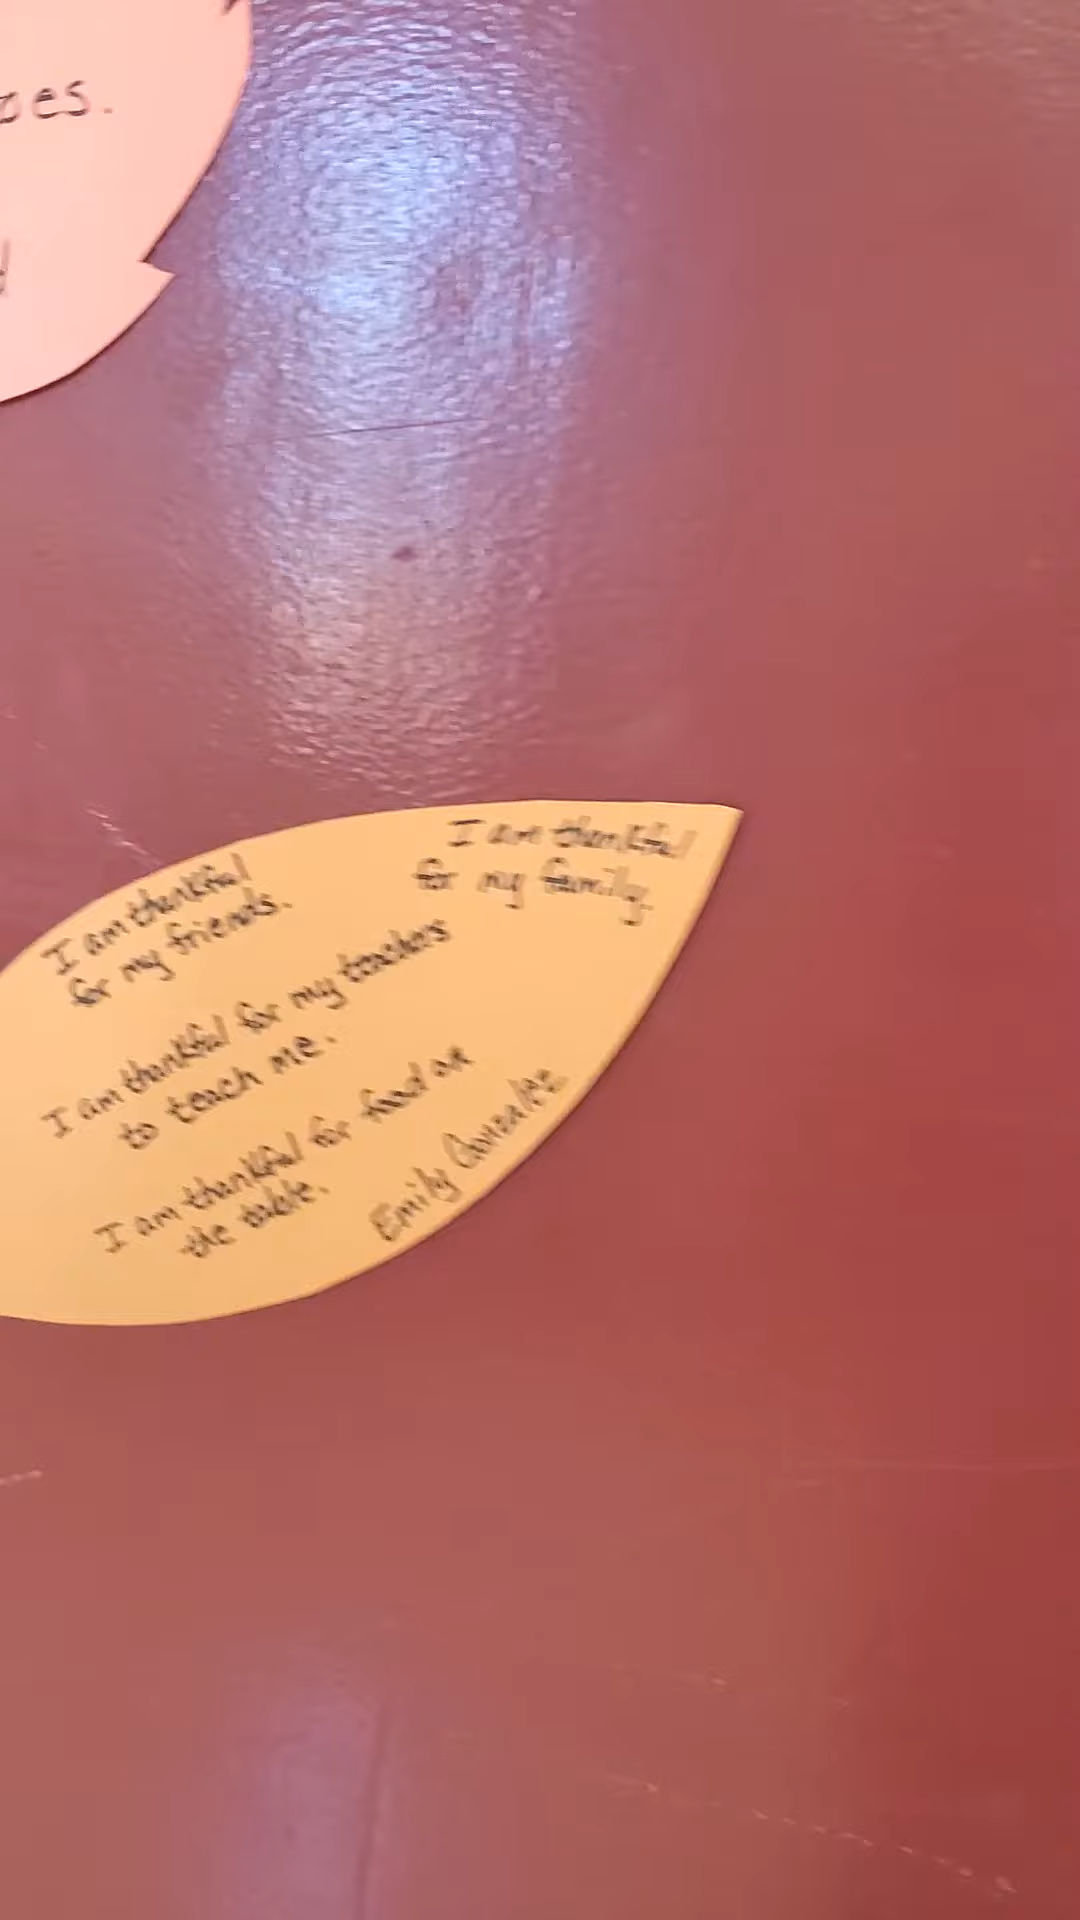 I am thankful
for my friends.
I am thankful
for my family.
I am thankful for my teachers
to teach me.
I am thankful for food on
the table.
Emily